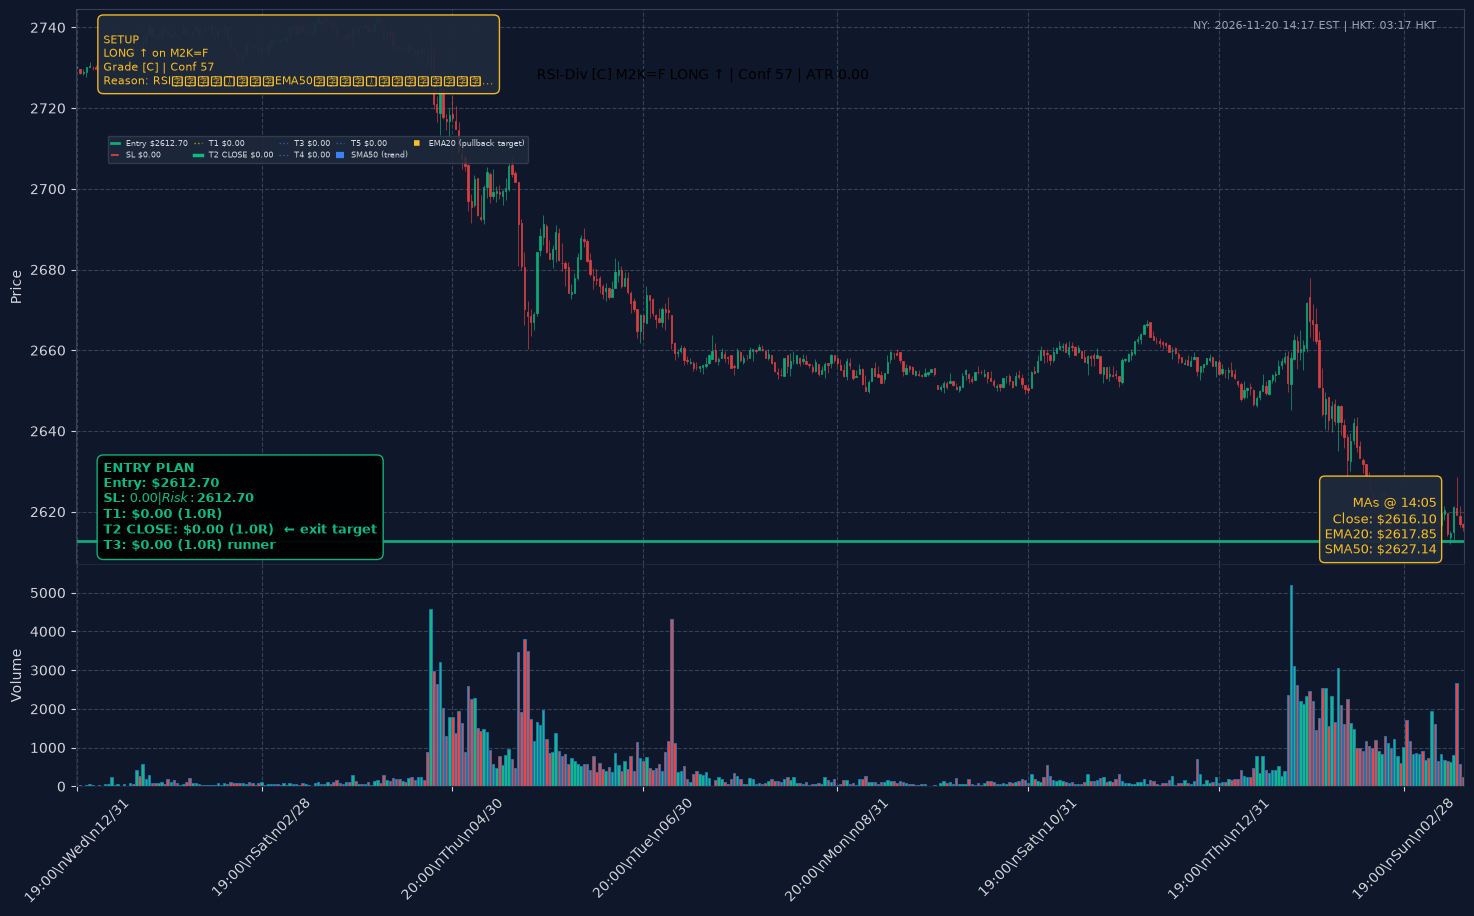 NY: 2026-11-20 14:17 EST | HKT: 03:17 HKT
SETUP
LONG ↑ on M2K=F
Grade [C] | Conf 57
Reason: RSI EMA50 ...
RSI-Div [C] M2K=F LONG ↑ | Conf 57 | ATR 0.00
Entry $2612.70
SL $0.00
T1 $0.00
T2 CLOSE $0.00
T3 $0.00
T4 $0.00
T5 $0.00
SMA50 (trend)
EMA20 (pullback target)
Price
2740
2720
2700
2680
2660
2640
2620
ENTRY PLAN
Entry: $2612.70
SL: 0.00|Risk:2612.70
T1: $0.00 (1.0R)
T2 CLOSE: $0.00 (1.0R) ← exit target
T3: $0.00 (1.0R) runner
MAs @ 14:05
Close: $2616.10
EMA20: $2617.85
SMA50: $2627.14
Volume
5000
4000
3000
2000
1000
0
19:00\nWed\n12/31
19:00\nSat\n02/28
20:00\nThu\n04/30
20:00\nTue\n06/30
20:00\nMon\n08/31
19:00\nSat\n10/31
19:00\nThu\n12/31
19:00\nSun\n02/28